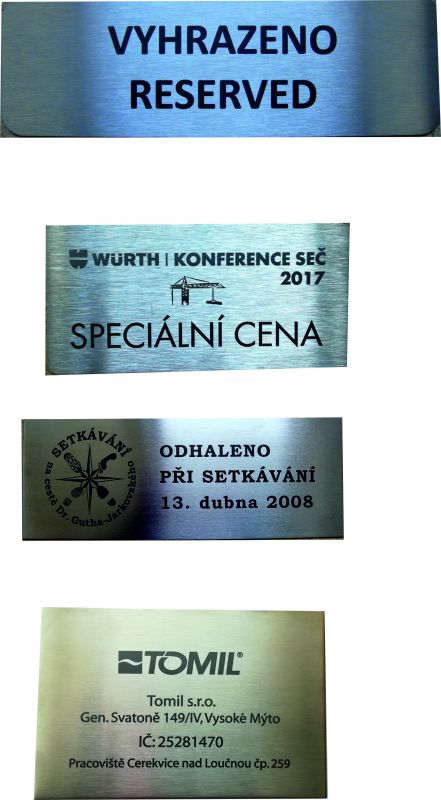 VYHRAZENO
RESERVED
WÜRTH | KONFERENCE SEČ
2017
SPECIÁLNÍ CENA
SETKÁVÁNÍ
na cestě Dr. Gutha-Jarkovského
ODHALENO
PŘI SETKÁVÁNÍ
13. dubna 2008
TOMIL®
Tomil s.r.o.
Gen. Svatoně 149/IV, Vysoké Mýto
IČ: 25281470
Pracoviště Cerekvice nad Loučnou čp. 259